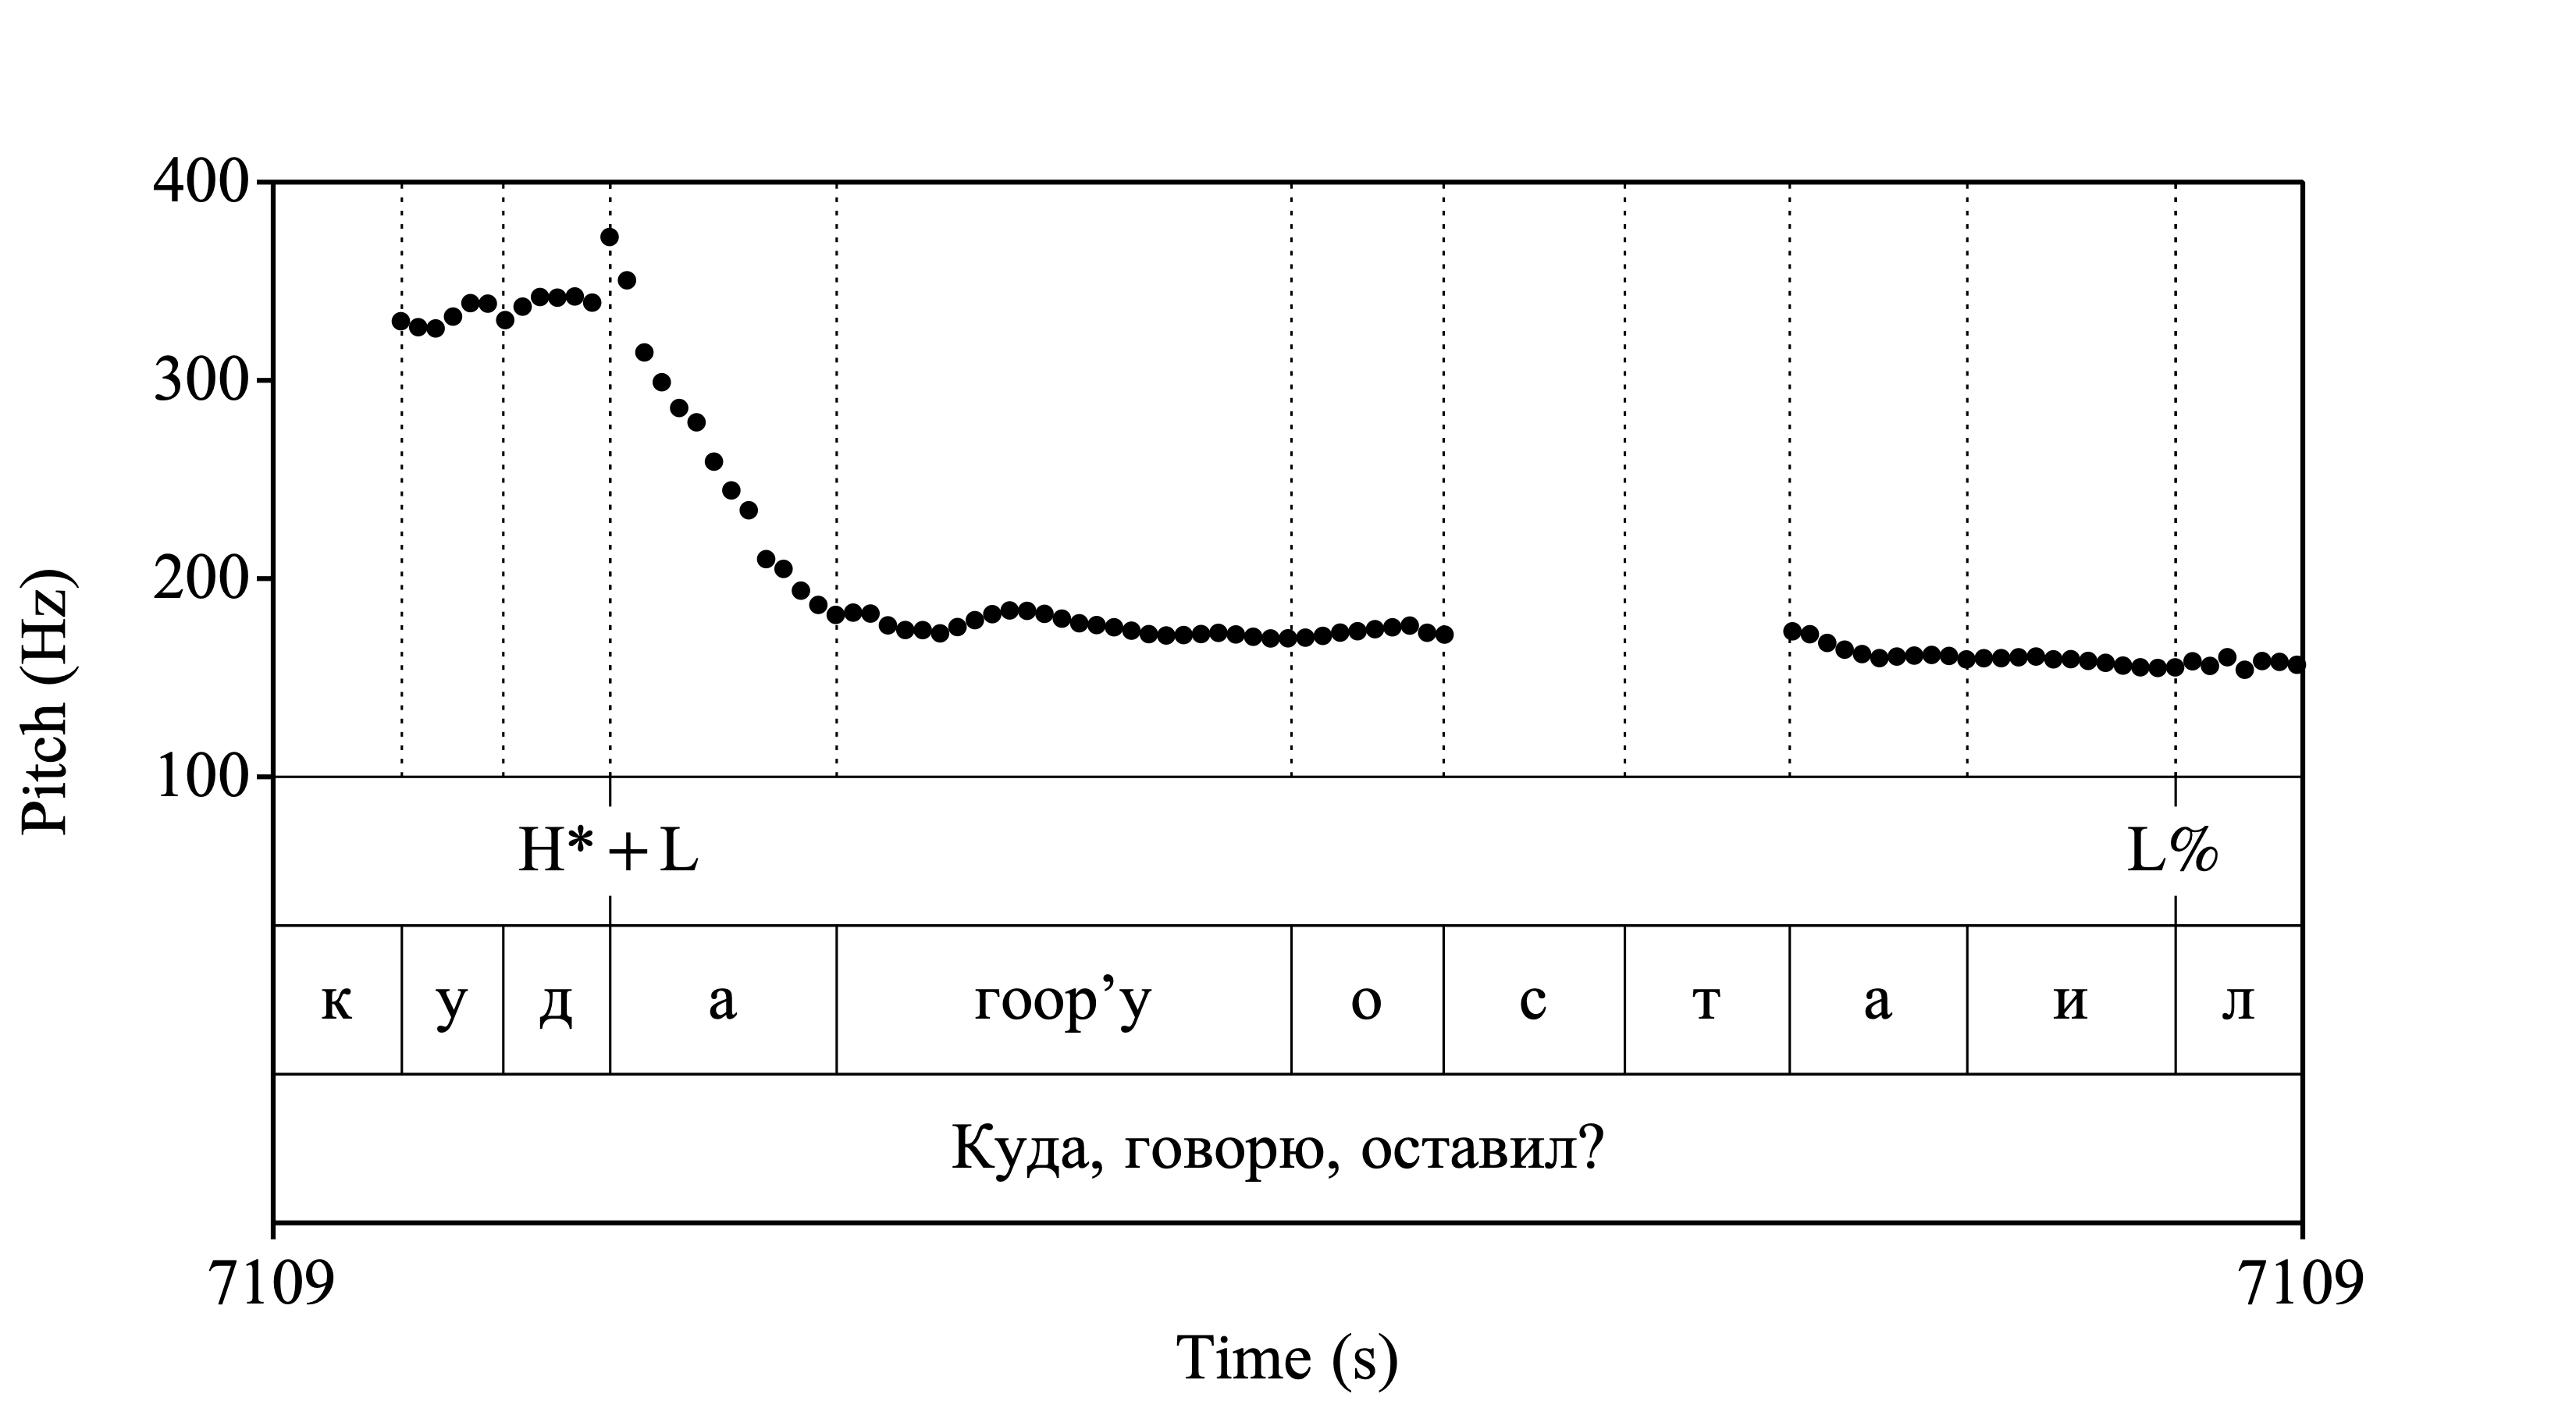 400
300
200
100
Pitch (Hz)
H*+L L%
к у д а гоор’у о с т а и л
Куда, говорю, оставил?
7109 7109
Time (s)